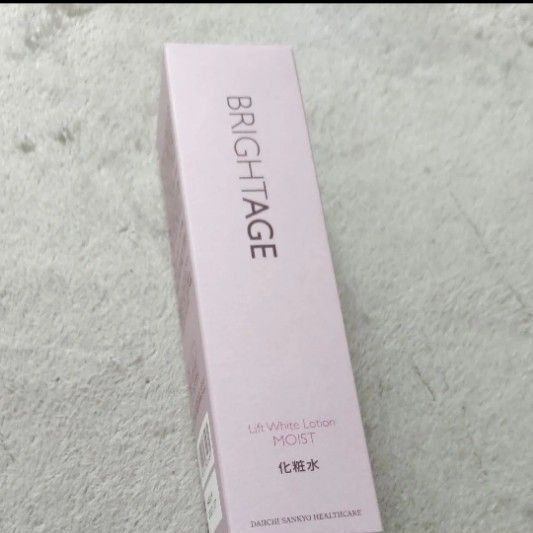 BRIGHTAGE
Lift White Lotion
MOIST
化粧水
DAIICHI SANKYO HEALTHCARE